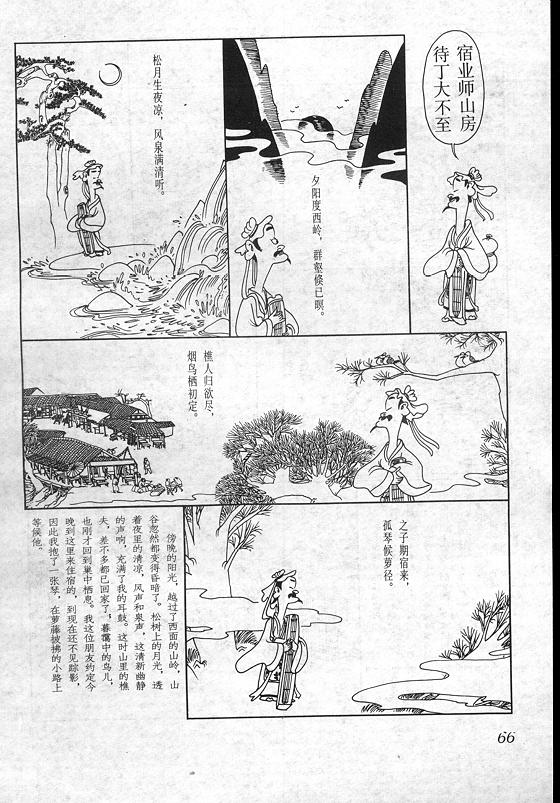 宿业师山房
待丁大不至
夕阳度西岭，群壑倏已暝。
松月生夜凉，风泉满清听。
樵人归欲尽，
烟鸟栖初定。
之子期宿来，
孤琴候萝径。
傍晚的阳光，越过了西面的山岭，山
谷忽然都变得昏暗了。松树上的月光，透
着夜里的清凉，风声和泉声，这清新幽静
的声响，充满了我的耳鼓。这时山里的樵
夫，差不多都已回家了，暮霭中的鸟儿，
也刚才回到巢中栖息。我这位朋友约定今
晚到这里来住宿的，到现在还不见踪影，
因此我抱了一张琴，在萝藤披拂的小路上
等候他。
66